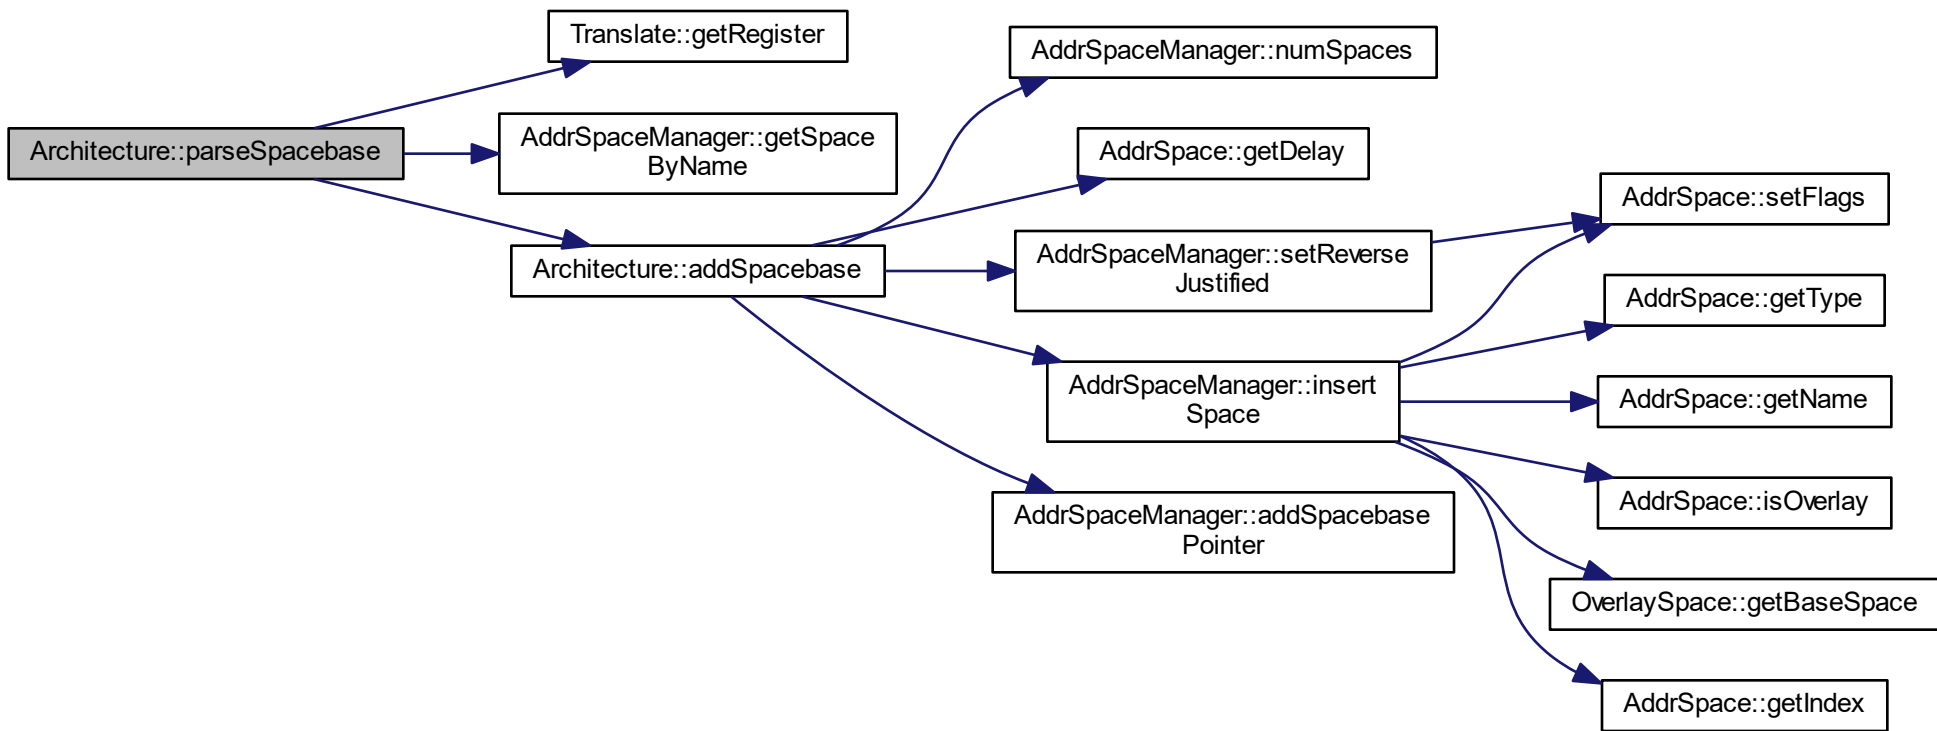 Translate::getRegister
Architecture::parseSpacebase
AddrSpaceManager::getSpace
ByName
Architecture::addSpacebase
AddrSpaceManager::numSpaces
AddrSpace::getDelay
AddrSpaceManager::setReverse
Justified
AddrSpaceManager::insert
Space
AddrSpaceManager::addSpacebase
Pointer
AddrSpace::setFlags
AddrSpace::getType
AddrSpace::getName
AddrSpace::isOverlay
OverlaySpace::getBaseSpace
AddrSpace::getIndex